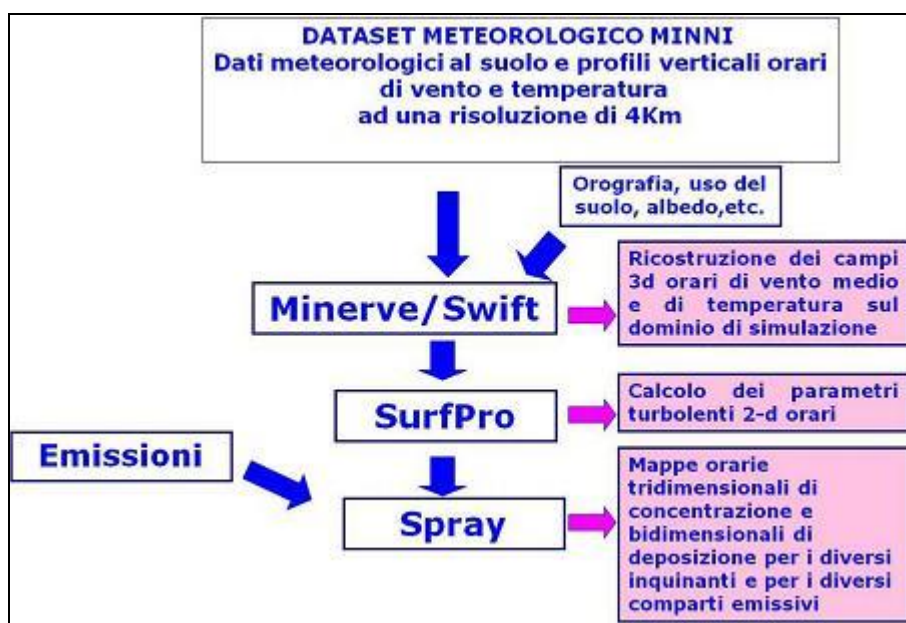 DATASET METEOROLOGICO MINNI
Dati meteorologici al suolo e profili verticali orari
di vento e temperatura
ad una risoluzione di 4Km
Orografia, uso del
suolo, albedo,etc.
Minerve/Swift
Ricostruzione dei campi
3d orari di vento medio
e di temperatura sul
dominio di simulazione
SurfPro
Calcolo dei parametri
turbolenti 2-d orari
Emissioni
Spray
Mappe orarie
tridimensionali di
concentrazione e
bidimensionali di
deposizione per i diversi
inquinanti e per i diversi
comparti emissivi